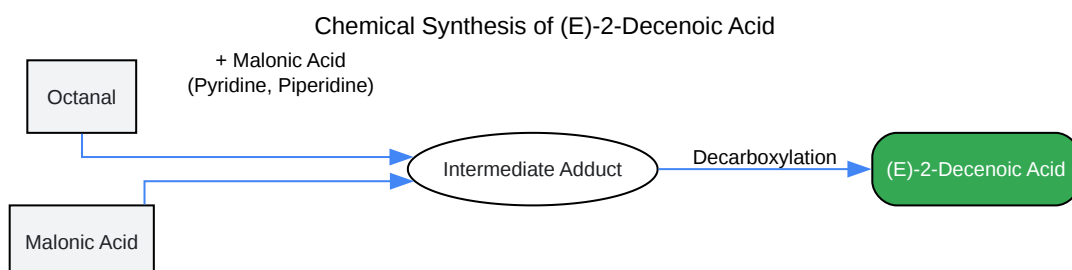 Chemical Synthesis of (E)-2-Decenoic Acid
+ Malonic Acid
(Pyridine, Piperidine)
Octanal
Intermediate Adduct
Decarboxylation
(E)-2-Decenoic Acid
Malonic Acid